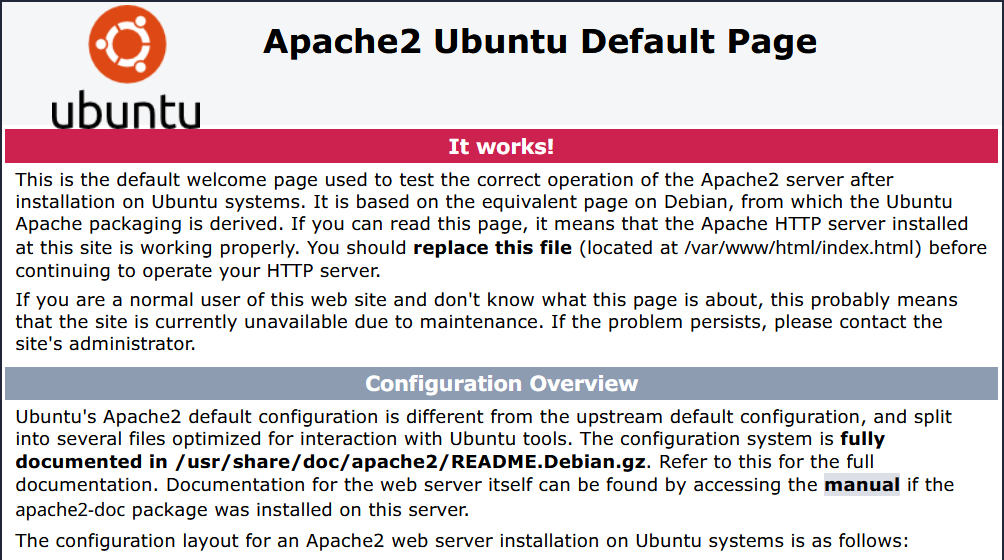 Apache2 Ubuntu Default Page
ubuntu
It works!
This is the default welcome page used to test the correct operation of the Apache2 server after
installation on Ubuntu systems. It is based on the equivalent page on Debian, from which the Ubuntu
Apache packaging is derived. If you can read this page, it means that the Apache HTTP server installed
at this site is working properly. You should replace this file (located at /var/www/html/index.html) before
continuing to operate your HTTP server.
If you are a normal user of this web site and don't know what this page is about, this probably means
that the site is currently unavailable due to maintenance. If the problem persists, please contact the
site's administrator.
Configuration Overview
Ubuntu's Apache2 default configuration is different from the upstream default configuration, and split
into several files optimized for interaction with Ubuntu tools. The configuration system is fully
documented in /usr/share/doc/apache2/README.Debian.gz. Refer to this for the full
documentation. Documentation for the web server itself can be found by accessing the manual if the
apache2-doc package was installed on this server.
The configuration layout for an Apache2 web server installation on Ubuntu systems is as follows: